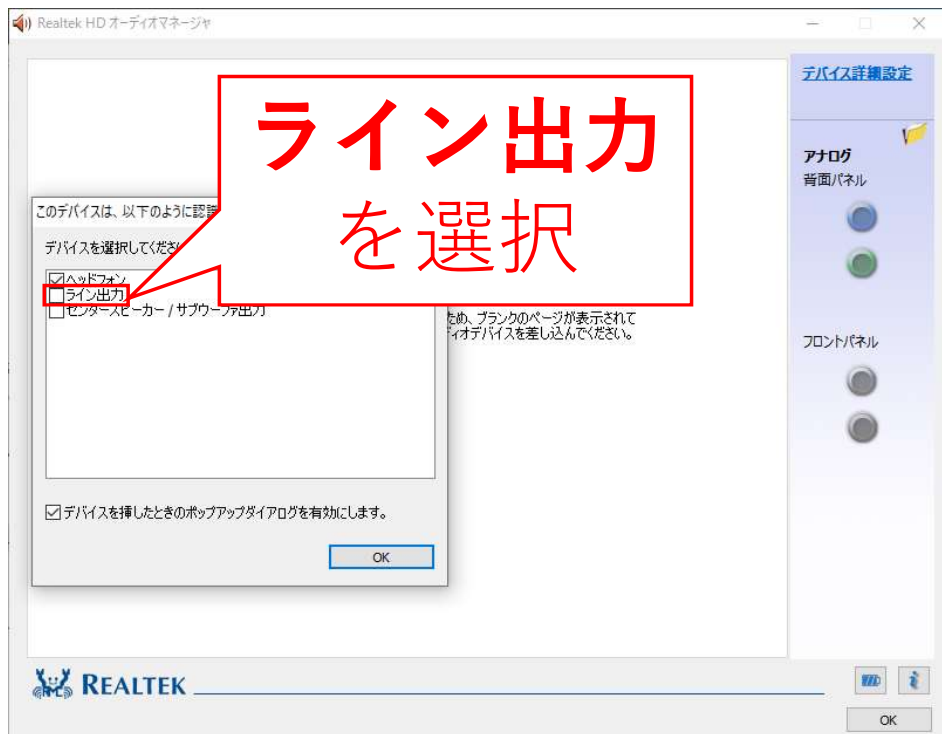 Realtek HD オーディオマネージャ
デバイス詳細設定
ライン出力
を選択
アナログ
背面パネル
このデバイスは、以下のように認
デバイスを選択してくださ
ヘッドフォン
ライン出力
センタースピーカー / サブウーファ出力
ため、ブランクのページが表示されて
ィオデバイスを差し込んでください。
フロントパネル
デバイスを挿したときのポップアップダイアログを有効にします。
OK
REALTEK
OK